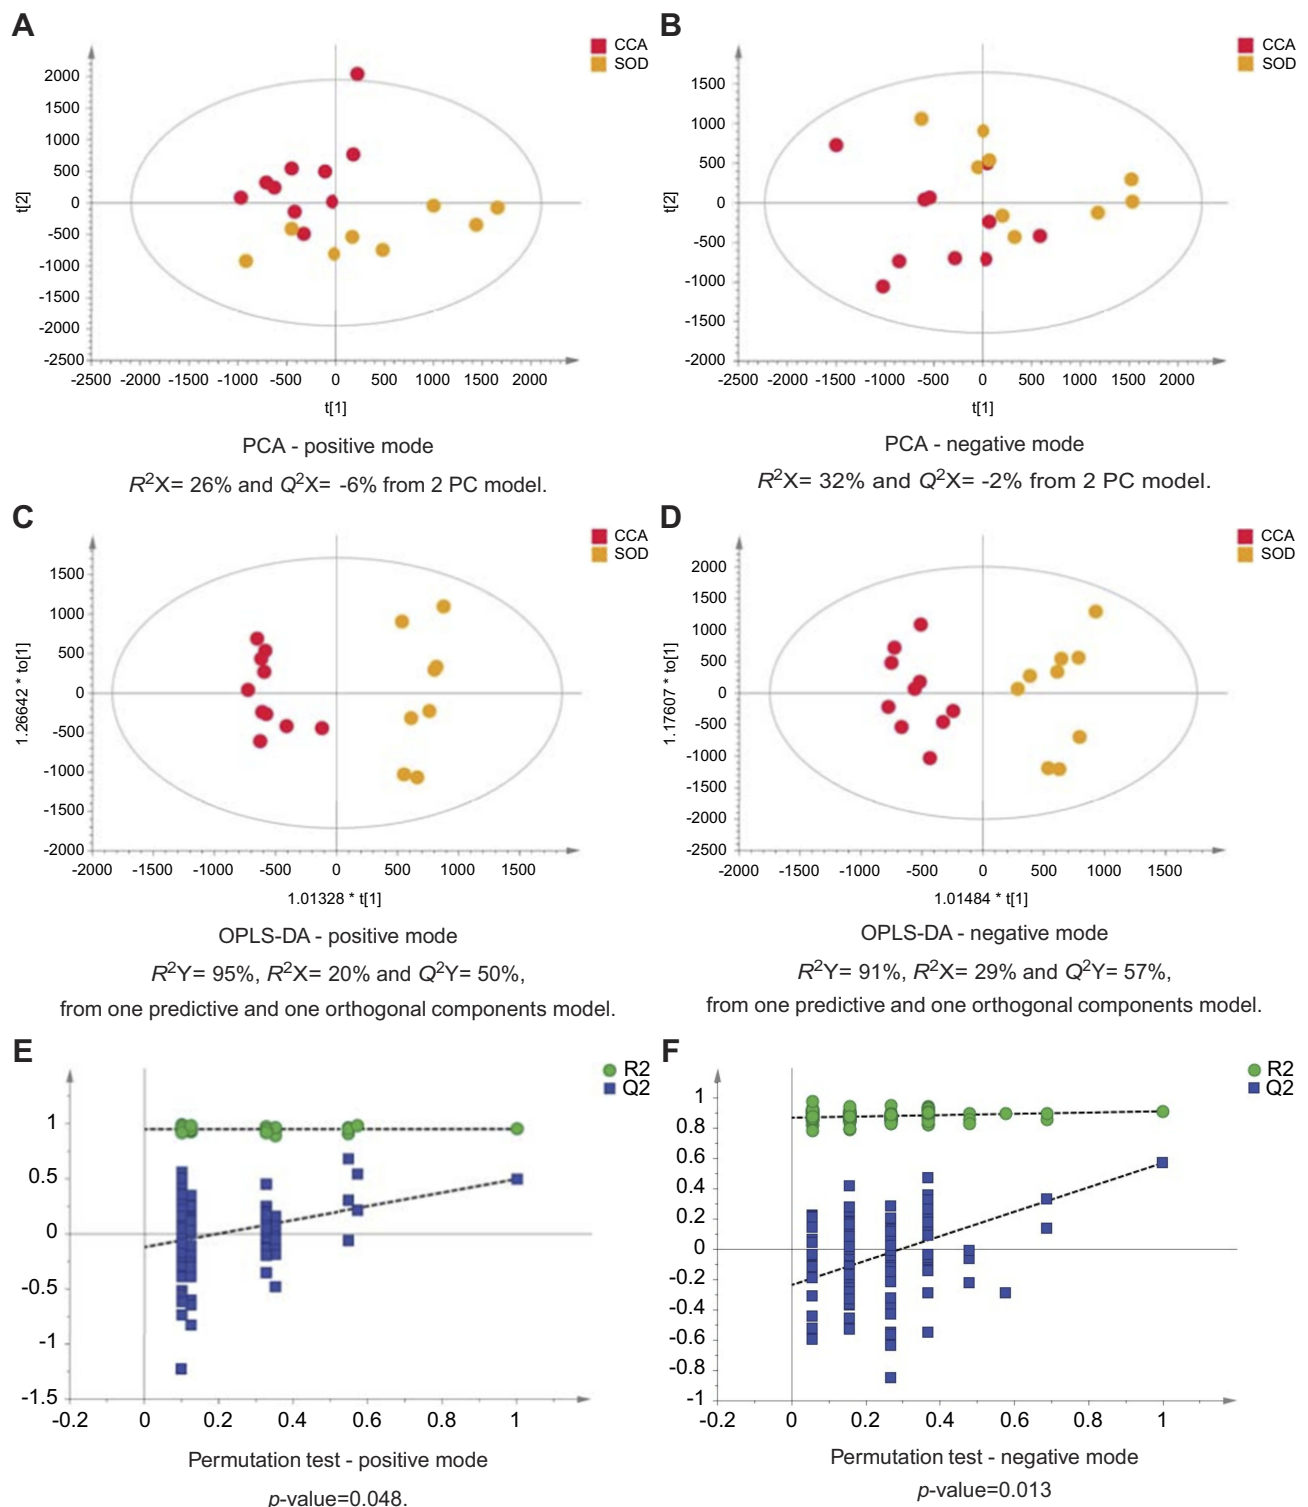 A
CCA
SOD
2000
1500
1000
500
0
-500
-1000
-1500
-2000
-2500
t[2]
-2500 -2000 -1500 -1000 -500 0 500 1000 1500 2000
t[1]
PCA - positive mode
R²X= 26% and Q²X= -6% from 2 PC model.
B
CCA
SOD
1500
1000
500
0
-500
-1000
-1500
-2000
t[2]
-2500 -2000 -1500 -1000 -500 0 500 1000 1500 2000
t[1]
PCA - negative mode
R²X= 32% and Q²X= -2% from 2 PC model.
C
CCA
SOD
1500
1000
500
0
-500
-1000
-1500
-2000
1.26642 * to[1]
-2000 -1500 -1000 -500 0 500 1000 1500
1.01328 * t[1]
OPLS-DA - positive mode
R²Y= 95%, R²X= 20% and Q²Y= 50%,
from one predictive and one orthogonal components model.
D
CCA
SOD
2000
1500
1000
500
0
-500
-1000
-1500
-2000
-2500
1.17607 * to[1]
-2000 -1500 -1000 -500 0 500 1000 1500
1.01484 * t[1]
OPLS-DA - negative mode
R²Y= 91%, R²X= 29% and Q²Y= 57%,
from one predictive and one orthogonal components model.
E
R2
Q2
1
0.5
0
-0.5
-1
-1.5
-0.2 0 0.2 0.4 0.6 0.8 1
Permutation test - positive mode
p-value=0.048.
F
R2
Q2
1
0.8
0.6
0.4
0.2
0
-0.2
-0.4
-0.6
-0.8
-1
-0.2 0 0.2 0.4 0.6 0.8 1
Permutation test - negative mode
p-value=0.013